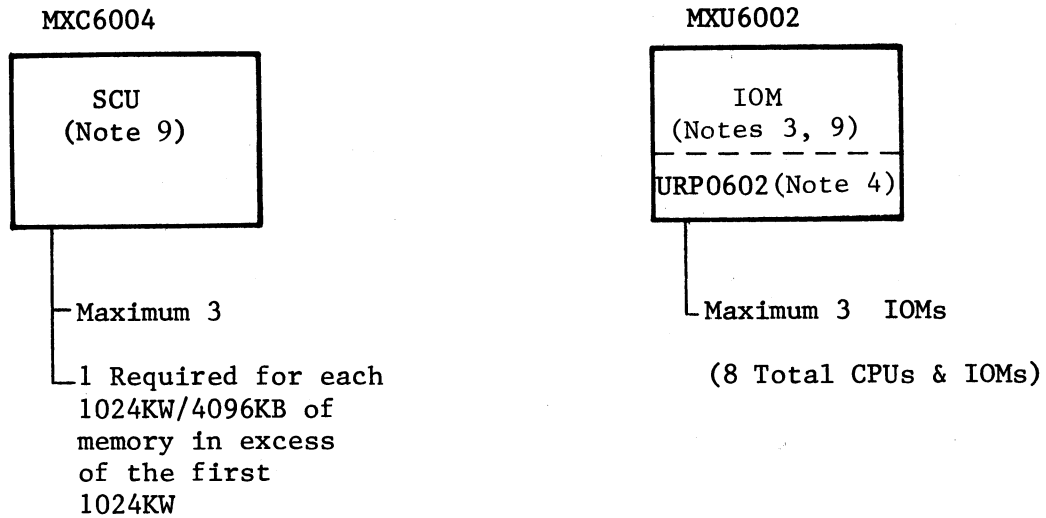 MXC6004
SCU
(Note 9)
Maximum 3
1 Required for each
1024KW/4096KB of
memory in excess
of the first
1024KW
MXU6002
IOM
(Notes 3, 9)
URP0602(Note 4)
Maximum 3 IOMs
(8 Total CPUs & IOMs)